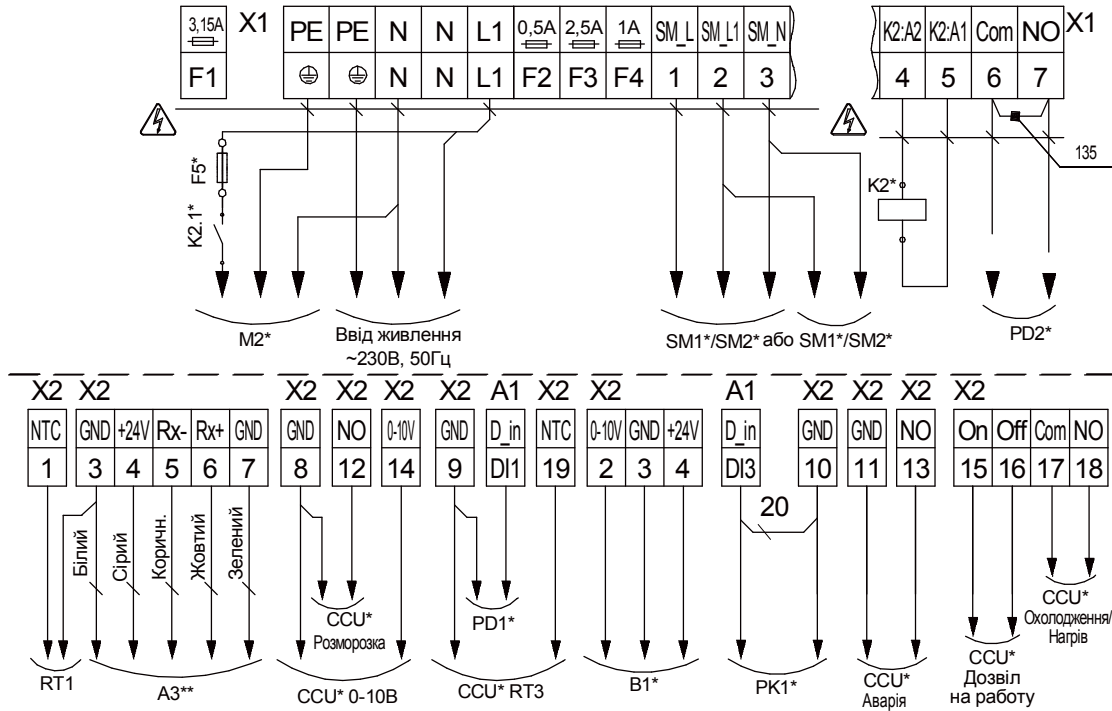 3,15A X1 PE PE N N L1 0,5A 2,5A 1A SM_L SM_L1 SM_N K2:A2 K2:A1 Com NO X1
F1 N N L1 F2 F3 F4 1 2 3 4 5 6 7
135
F5*
K2.1*
K2*
M2*
Ввід живлення
~230В, 50Гц
SM1*/SM2* або SM1*/SM2*
PD2*
X2 X2 X2 X2 X2 X2 A1 X2 X2 A1 X2 X2 X2 X2
NTC GND +24V Rx- Rx+ GND GND NO 0-10V GND D_in NTC 0-10V GND +24V D_in GND GND NO On Off Com NO
1 3 4 5 6 7 8 12 14 9 DI1 19 2 3 4 DI3 10 11 13 15 16 17 18
20
Білий
Сірий
Коричн.
Жовтий
Зелений
RT1
A3**
CCU*
Розморозка
CCU* 0-10В
PD1*
CCU* RT3
B1*
PK1*
CCU*
Аварія
CCU*
Дозвіл
на работу
CCU*
Охолодження/
Нагрів